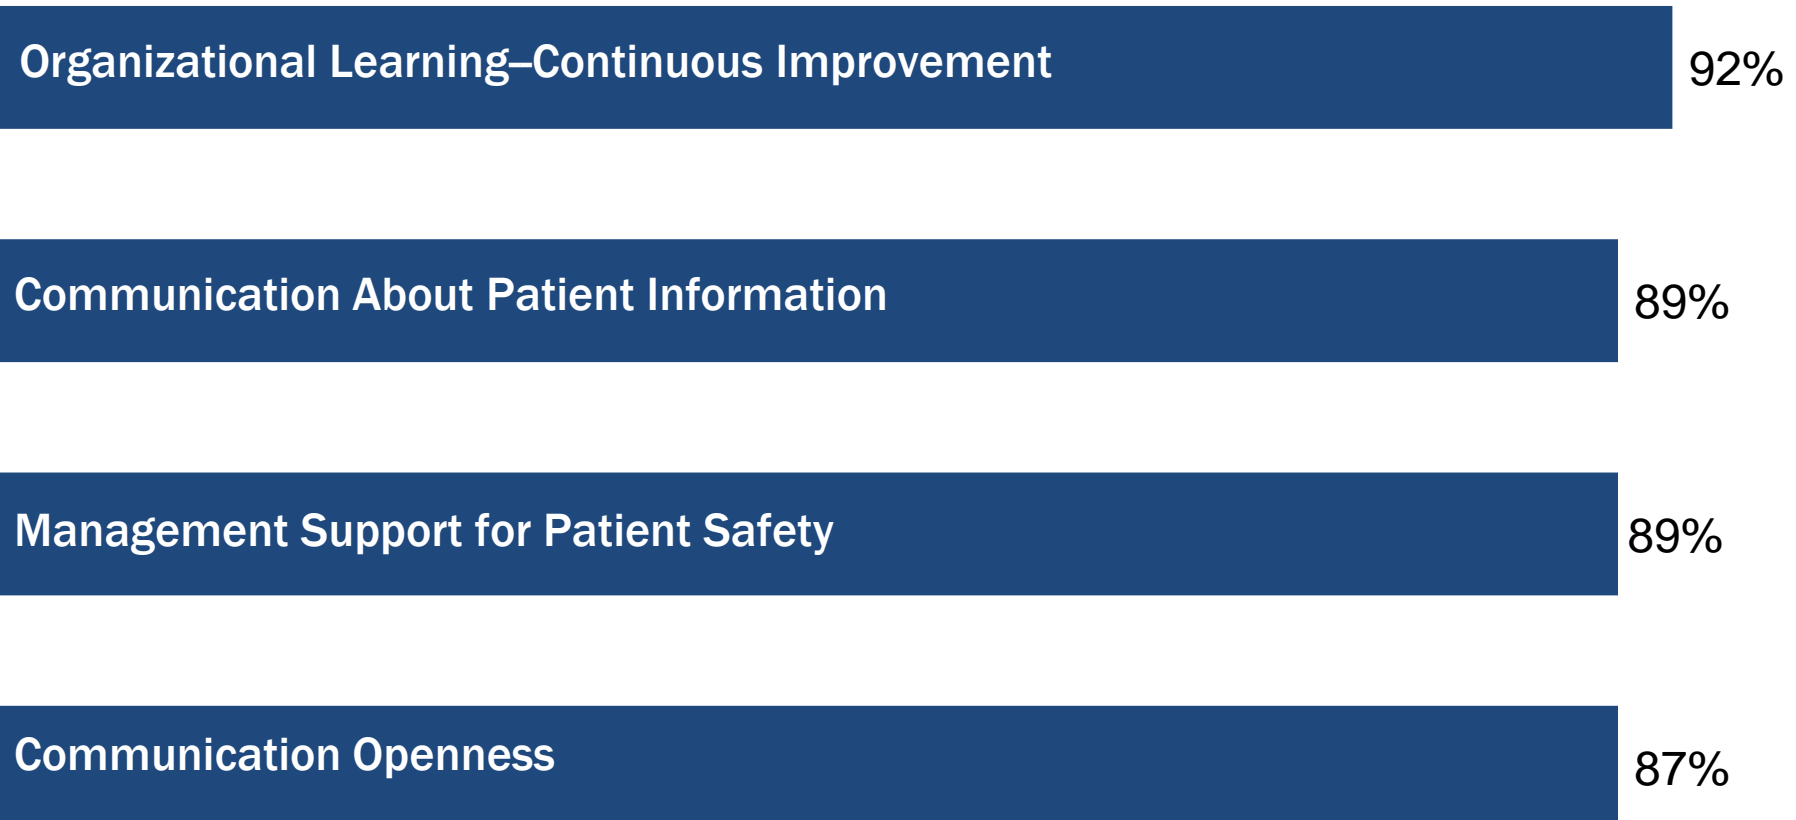 Organizational Learning–Continuous Improvement 92%
Communication About Patient Information 89%
Management Support for Patient Safety 89%
Communication Openness 87%